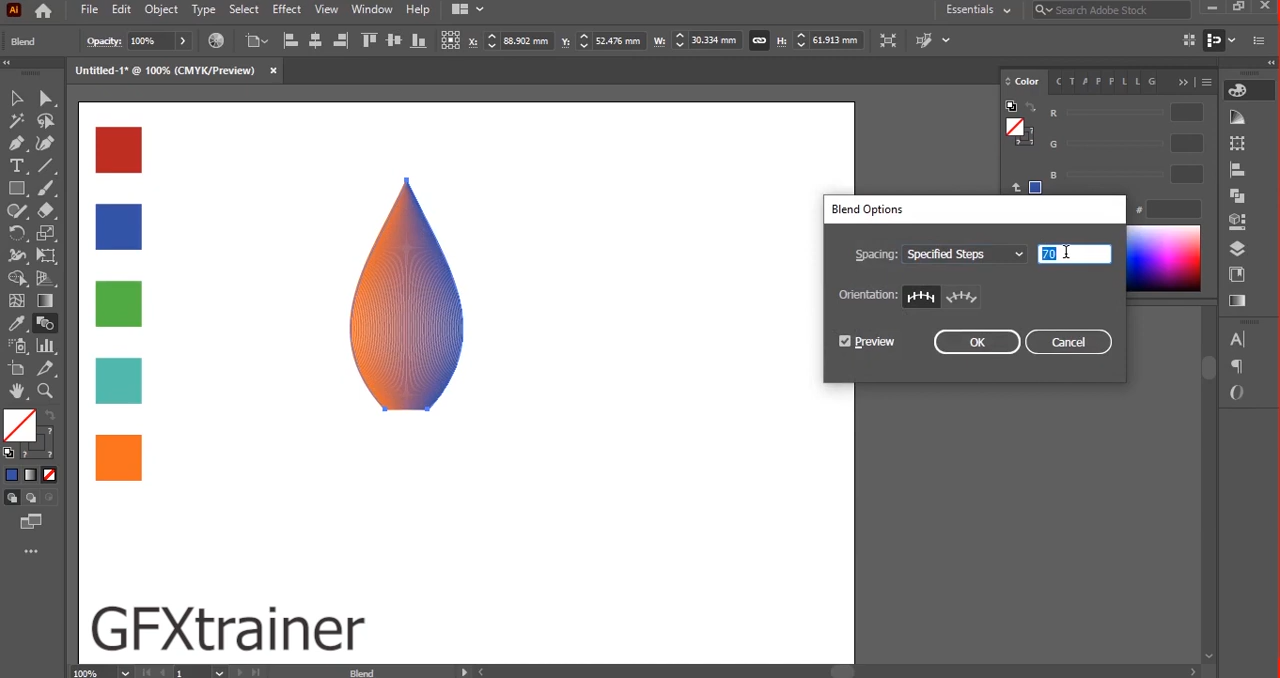 Ai File Edit Object Type Select Effect View Window Help Essentials Search Adobe Stock
Blend Opacity: 100% X: 88.902 mm Y: 52.476 mm W: 30.334 mm H: 61.913 mm
Untitled-1* @ 100% (CMYK/Preview) ×
Color C T A P P L L G
R
G
B
#
Blend Options
Spacing: Specified Steps 70
Orientation:
Preview OK Cancel
GFXtrainer
100% 1 Blend